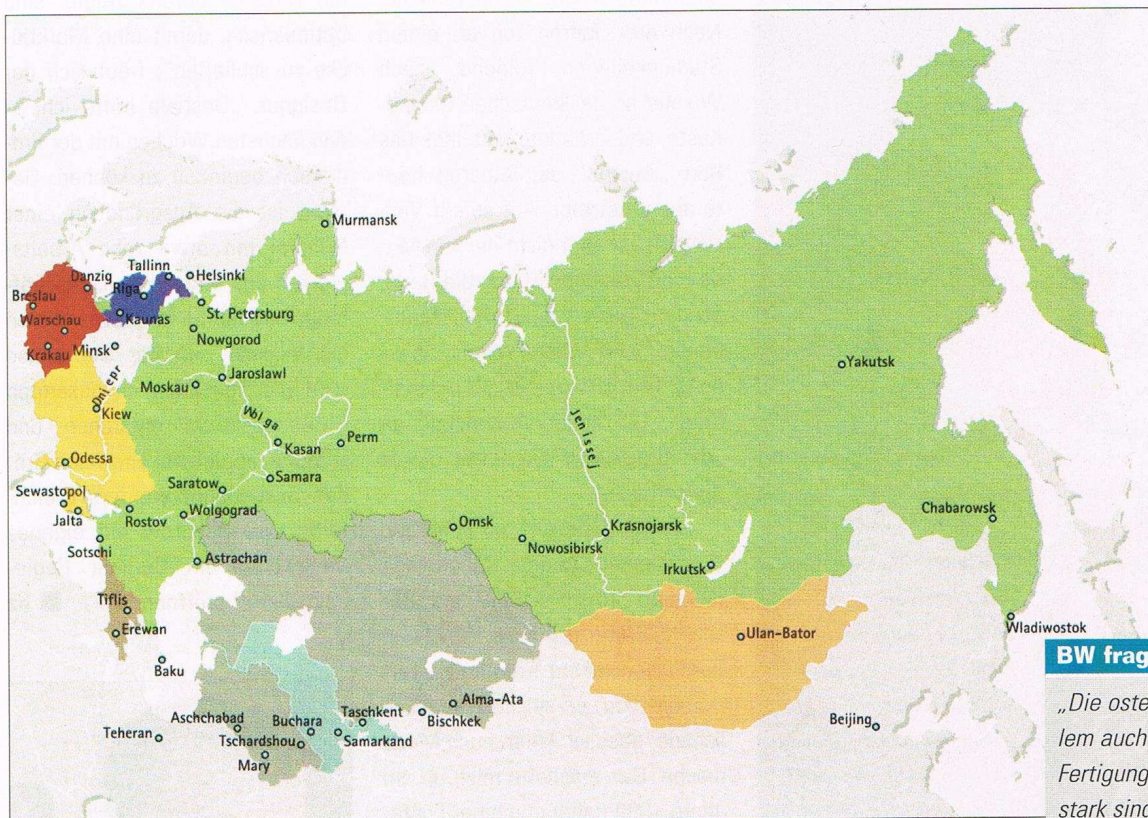 Murmansk
Tallinn
Helsinki
Danzig
Riga
Breslau
St. Petersburg
Kaunas
Warschau
Nowgorod
Krakau
Minsk
Yakutsk
Dniepr
Jaroslawl
Moskau
Kiew
Wolga
Jenissej
Kasan
Perm
Odessa
Saratow
Samara
Sewastopol
Jalta
Rostov
Wolgograd
Omsk
Krasnojarsk
Chabarowsk
Sotschi
Nowosibirsk
Astrachan
Irkutsk
Tiflis
Erewan
Ulan-Bator
Wladiwostok
Baku
Alma-Ata
Aschchabad
Buchara
Taschkent
Bischkek
Beijing
Teheran
Tschardshou
Samarkand
Mary
BW frag
„Die oste
lem auch
Fertigung
stark sind